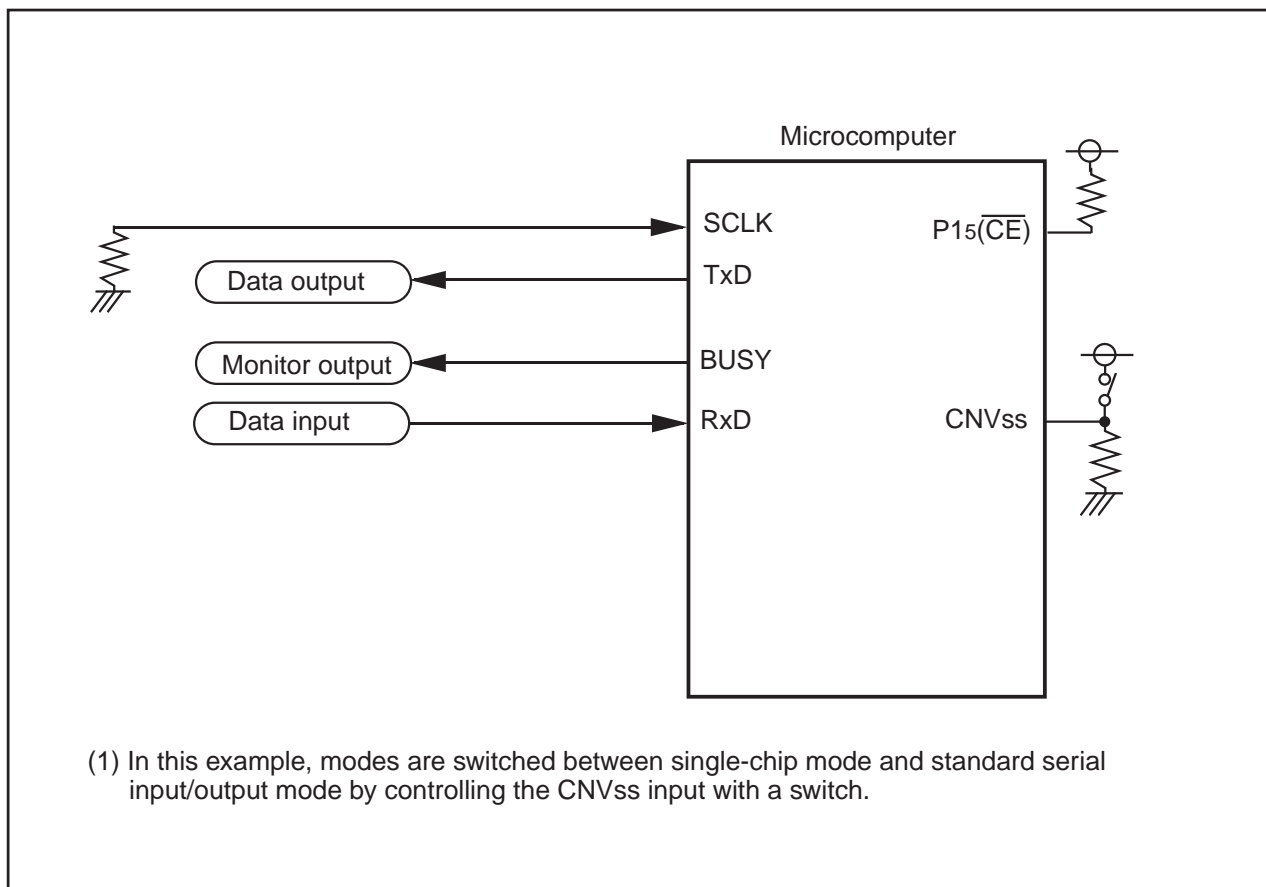 Microcomputer
SCLK
P15(CE)
Data output
TxD
Monitor output
BUSY
Data input
RxD
CNVss
(1) In this example, modes are switched between single-chip mode and standard serial
input/output mode by controlling the CNVss input with a switch.